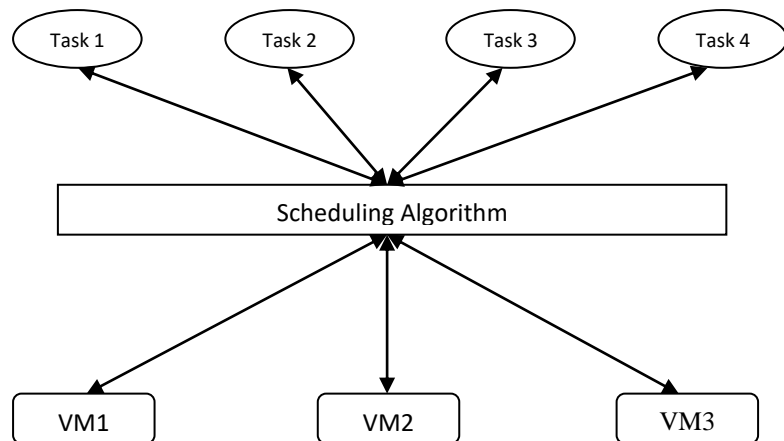 Task 1
Task 2
Task 3
Task 4
Scheduling Algorithm
VM1
VM2
VM3